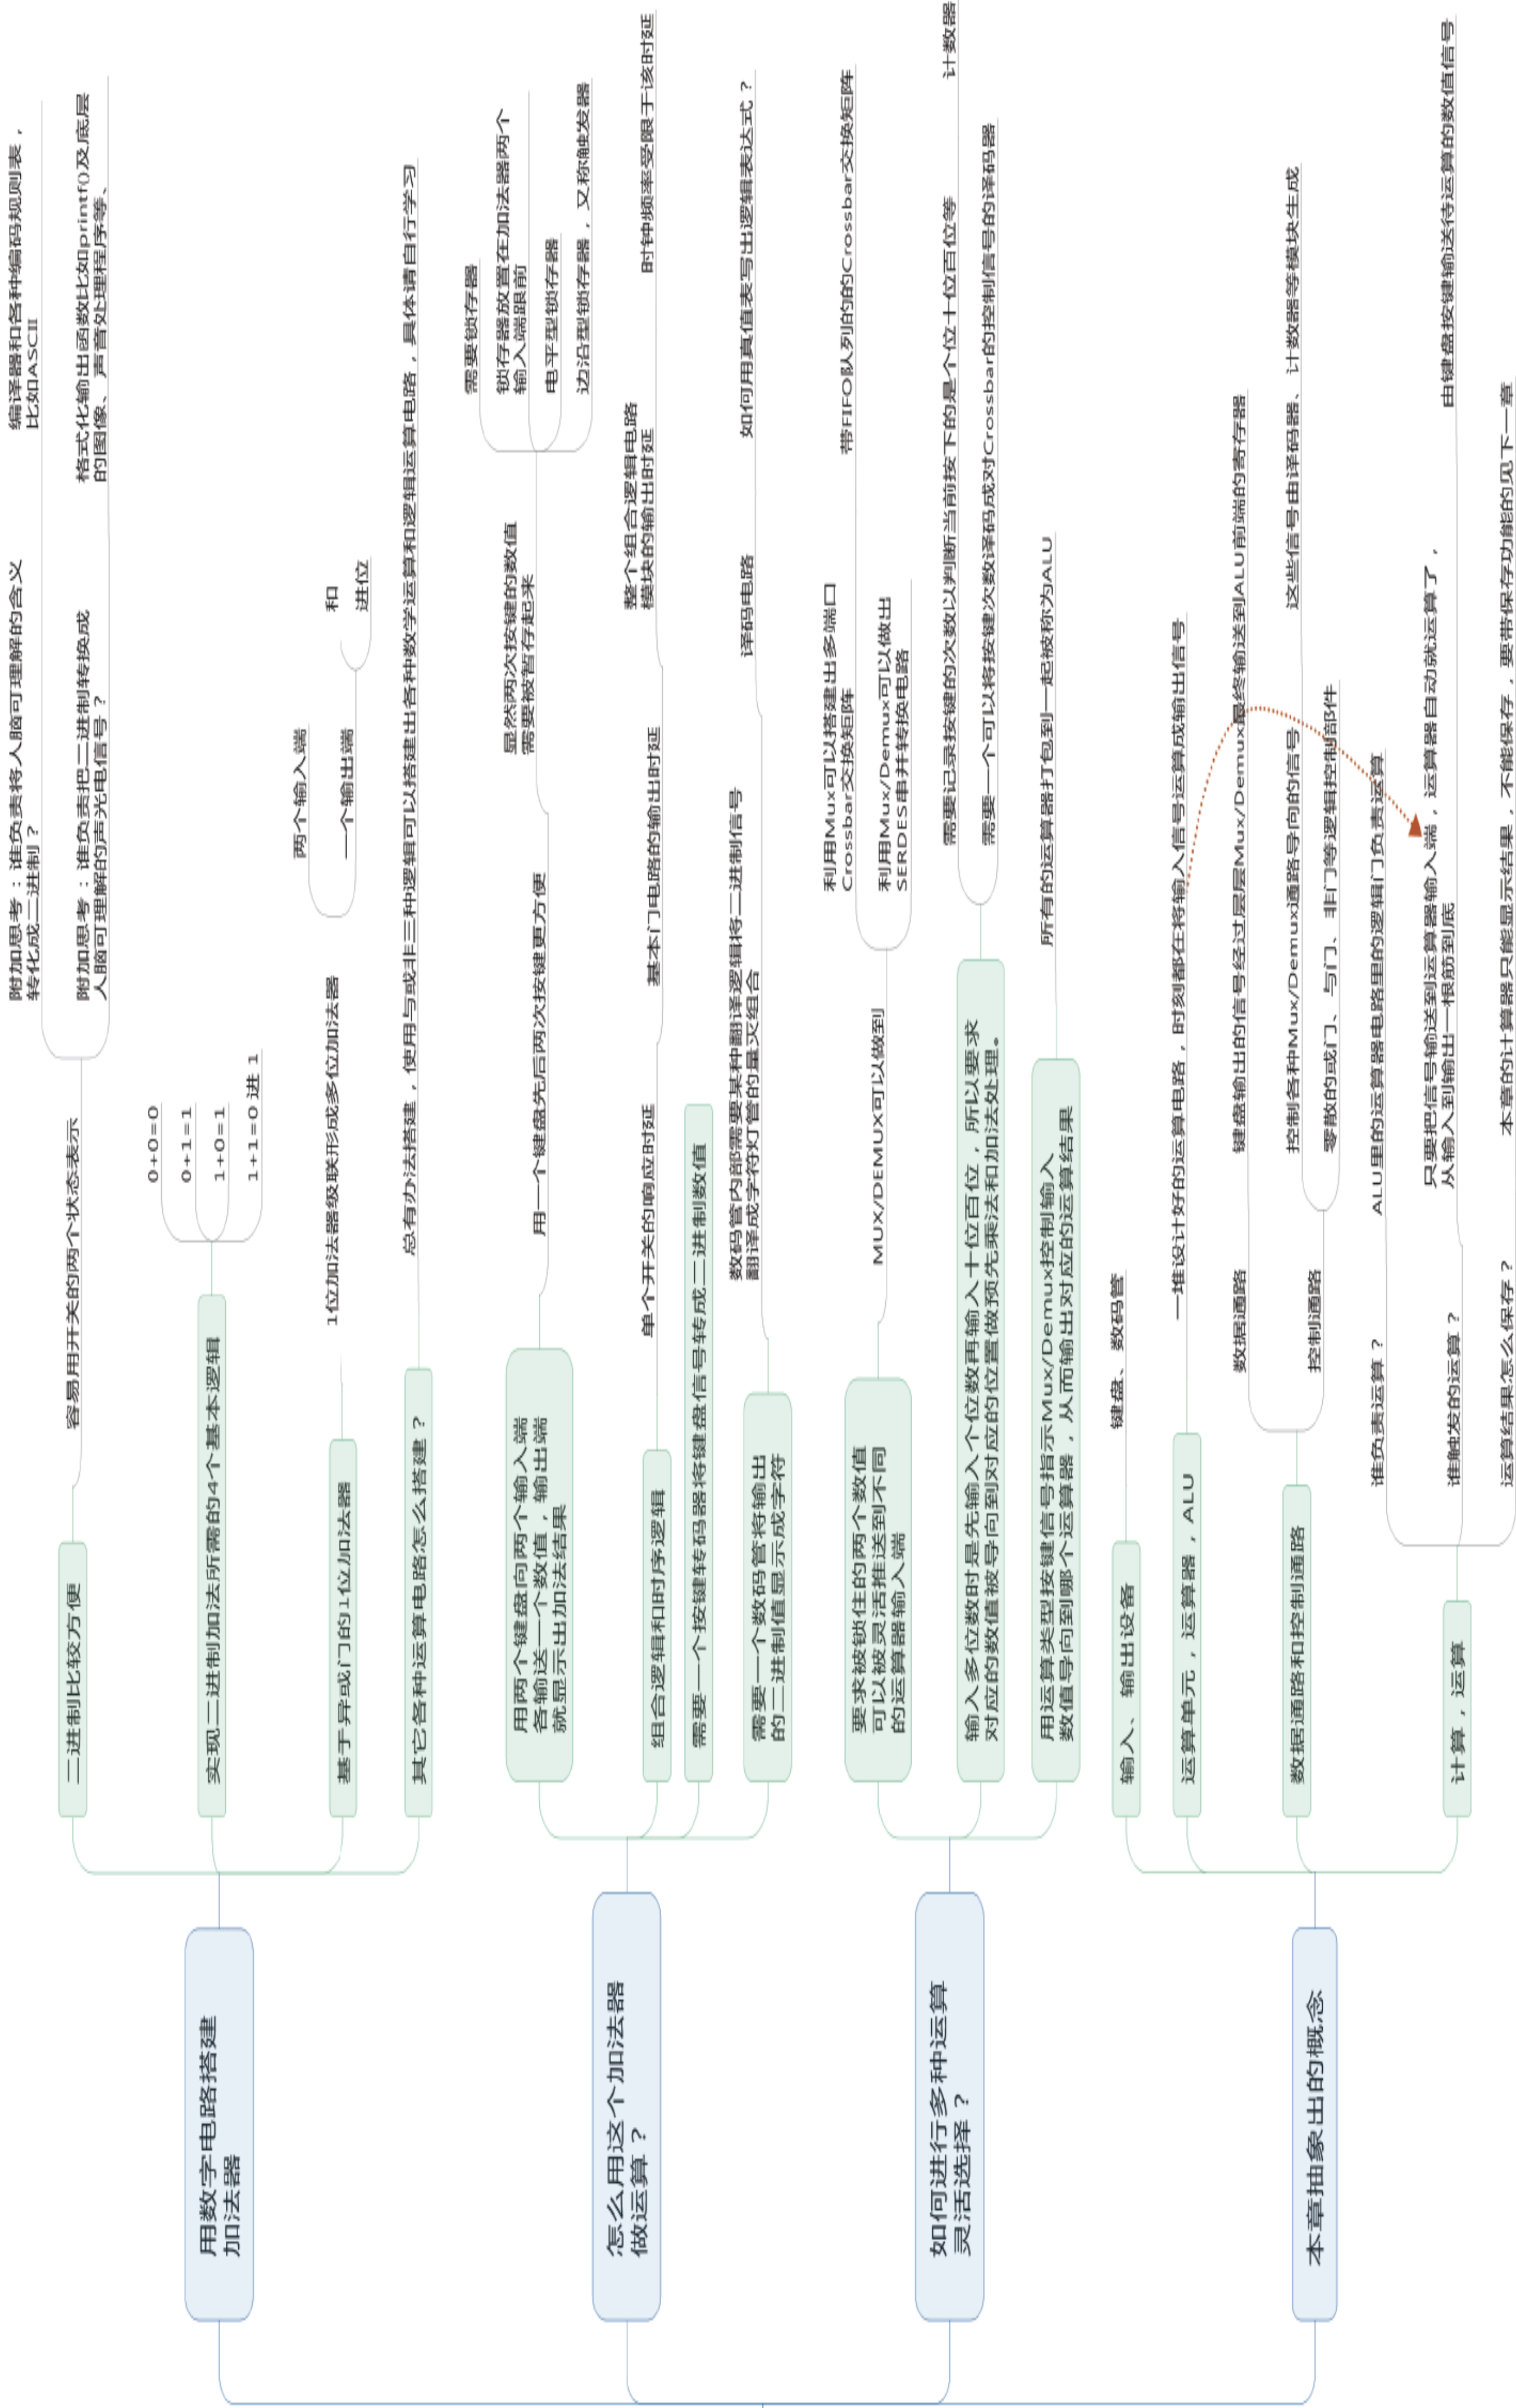 用数字电路搭建
加法器
二进制比较方便
容易用开关的两个状态表示
附加思考：谁负责将人脑可理解的含义
转化成二进制？
编译器和各种编码规则表，
比如ASCII
附加思考：谁负责把二进制转换成
人脑可理解的声光电信号？
格式化输出函数比如printf()及底层
的图像、声音处理程序等、
实现二进制加法所需的4个基本逻辑
0+0=0
0+1=1
1+0=1
1+1=0 进 1
基于异或门的1位加法器
1位加法器级联形成多位加法器
两个输入端
一个输出端
和
进位
其它各种运算电路怎么搭建？
总有办法搭建，使用与或非三种逻辑可以搭建出各种数学运算和逻辑运算电路，具体请自行学习
怎么用这个加法器
做运算？
用两个键盘向两个输入端
各输送一个数值，输出端
就显示出加法结果
用一个键盘先后两次按键更方便
显然两次按键的数值
需要被暂存起来
需要锁存器
锁存器放置在加法器两个
输入端跟前
电平型锁存器
边沿型锁存器，又称触发器
组合逻辑和时序逻辑
单个开关的响应时延
基本门电路的输出时延
整个组合逻辑电路
模块的输出时延
时钟频率受限于该时延
需要一个按键转码器将键盘信号转成二进制数值
需要一个数码管将输出
的二进制值显示成字符
数码管内部需要某种翻译逻辑将二进制信号
翻译成字符灯管的量灭组合
译码电路
如何用真值表写出逻辑表达式？
如何进行多种运算
灵活选择？
要求被锁住的两个数值
可以被灵活推送到不同
的运算器输入端
MUX/DEMUX可以做到
利用Mux可以搭建出多端口
Crossbar交换矩阵
带FIFO队列的的Crossbar交换矩阵
利用Mux/Demux可以做出
SERDES串并转换电路
输入多位数时是先输入个位数再输入十位百位，所以要求
对应的数值被导向到对应的位置做预先乘法和加法处理。
需要记录按键的次数以判断当前按下的是个位十位百位等
计数器
需要一个可以将按键次数译码成对Crossbar的控制信号的译码器
用运算类型按键信号指示Mux/Demux控制输入
数值导向到哪个运算器，从而输出对应的运算结果
所有的运算器打包到一起被称为ALU
本章抽象出的概念
输入、输出设备
键盘、数码管
运算单元，运算器，ALU
一堆设计好的运算电路，时刻都在将输入信号运算成输出信号
数据通路和控制通路
数据通路
键盘输出的信号经过层层Mux/Demux最终输送到ALU前端的寄存器
控制通路
控制各种Mux/Demux通路导向的信号
这些信号由译码器、计数器等模块生成
零散的或门、与门、非门等逻辑控制部件
计算，运算
谁负责运算？
ALU里的运算器电路里的逻辑门负责运算
谁触发的运算？
只要把信号输送到运算器输入端，运算器自动就运算了，
从输入到输出一根筋到底
由键盘按键输送待运算的数值信号
运算结果怎么保存？
本章的计算器只能显示结果，不能保存，要带保存功能的见下一章